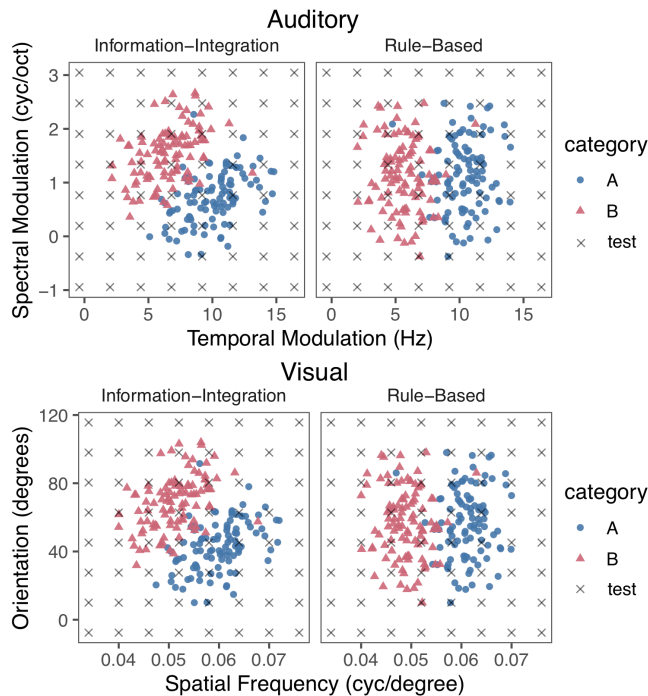 Auditory
Information−Integration
Rule−Based
Spectral Modulation (cyc/oct)
3
2
1
0
−1
0 5 10 15
0 5 10 15
Temporal Modulation (Hz)
category
A
B
test
Visual
Information−Integration
Rule−Based
Orientation (degrees)
120
80
40
0
0.04 0.05 0.06 0.07
0.04 0.05 0.06 0.07
Spatial Frequency (cyc/degree)
category
A
B
test